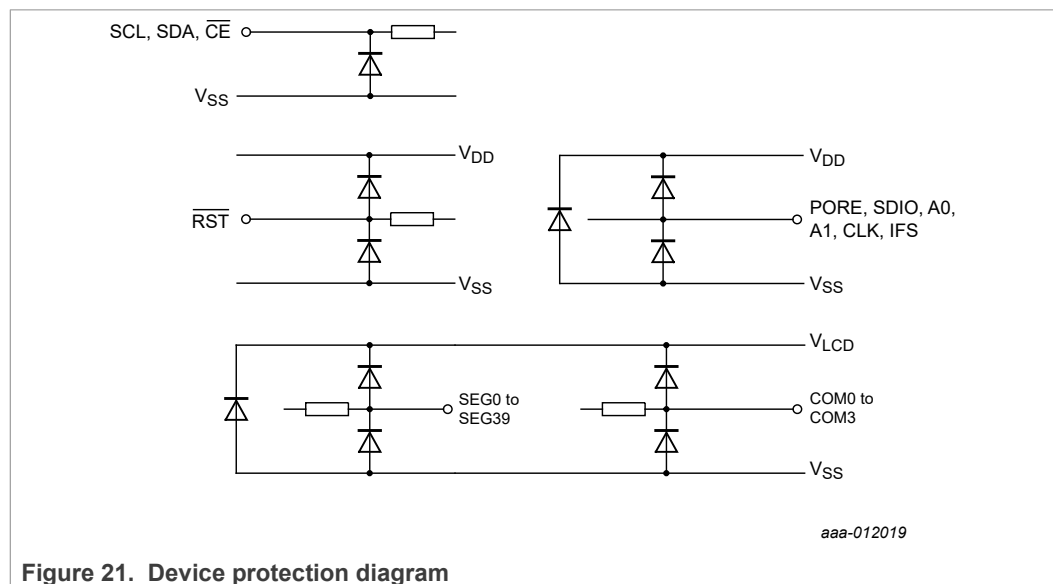 SCL, SDA, CE
VSS
VDD
RST
VSS
VDD
PORE, SDIO, A0,
A1, CLK, IFS
VSS
VLCD
SEG0 to
SEG39
COM0 to
COM3
VSS
aaa-012019
Figure 21. Device protection diagram